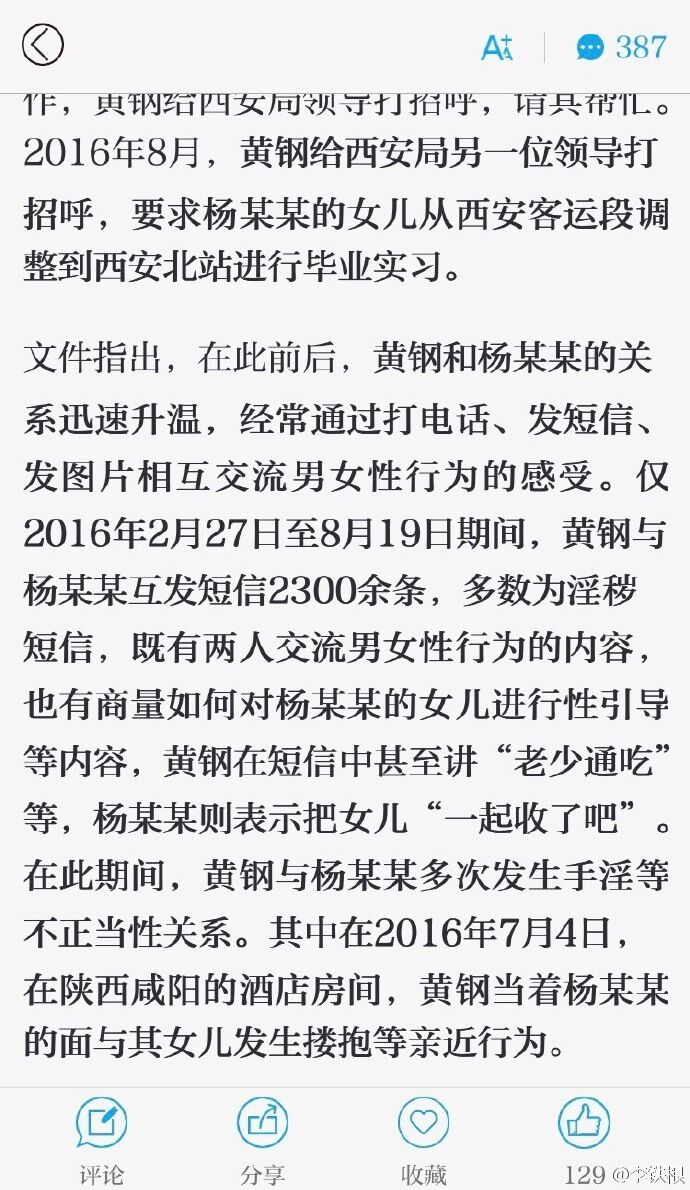 A+A
387
作，黄钢给西安局领导打招呼，请其帮忙。
2016年8月，黄钢给西安局另一位领导打
招呼，要求杨某某的女儿从西安客运段调
整到西安北站进行毕业实习。
文件指出，在此前后，黄钢和杨某某的关
系迅速升温，经常通过打电话、发短信、
发图片相互交流男女性行为的感受。仅
2016年2月27日至8月19日期间，黄钢与
杨某某互发短信2300余条，多数为淫秽
短信，既有两人交流男女性行为的内容，
也有商量如何对杨某某的女儿进行性引导
等内容，黄钢在短信中甚至讲“老少通吃”
等，杨某某则表示把女儿“一起收了吧”。
在此期间，黄钢与杨某某多次发生手淫等
不正当性关系。其中在2016年7月4日，
在陕西咸阳的酒店房间，黄钢当着杨某某
的面与其女儿发生搂抱等亲近行为。
评论
分享
收藏
129
@李铁根